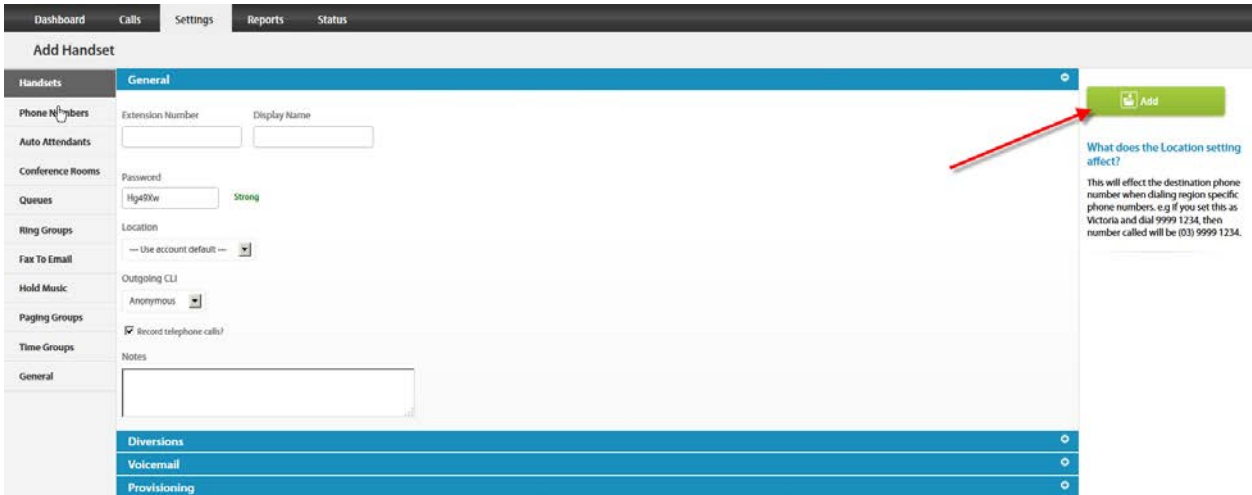 Dashboard Calls Settings Reports Status
Add Handset
Handsets
Phone Numbers
Auto Attendants
Conference Rooms
Queues
Ring Groups
Fax To Email
Hold Music
Paging Groups
Time Groups
General
General
Extension Number Display Name
Password
Hg49Xw Strong
Location
--- Use account default ---
Outgoing CLI
Anonymous
Record telephone calls?
Notes
Diversions
Voicemail
Provisioning
Add
What does the Location setting
affect?
This will effect the destination phone
number when dialing region specific
phone numbers. e.g if you set this as
Victoria and dial 9999 1234, then
number called will be (03) 9999 1234.